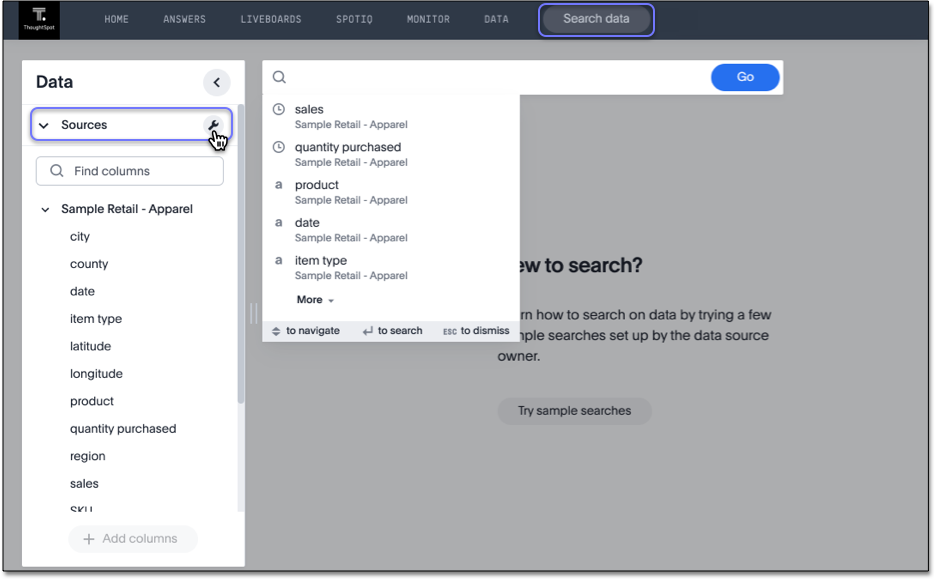 T.
ThoughtSpot
HOME
ANSWERS
LIVEBOARDS
SPOTIQ
MONITOR
DATA
Search data
Data
Sources
Find columns
Sample Retail - Apparel
city
county
date
item type
latitude
longitude
product
quantity purchased
region
sales
SKU
+ Add columns
Go
sales
Sample Retail - Apparel
quantity purchased
Sample Retail - Apparel
a product
Sample Retail - Apparel
a date
Sample Retail - Apparel
a item type
Sample Retail - Apparel
More
to navigate
to search
ESC to dismiss
to search?
how to search on data by trying a few
searches set up by the data source
owner.
Try sample searches